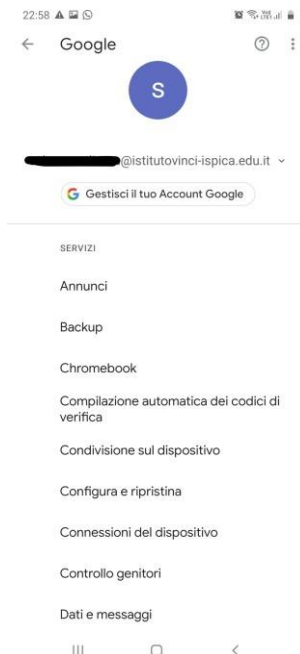 22:58
Google
S
@istitutovinci-ispica.edu.it
Gestisci il tuo Account Google
SERVIZI
Annunci
Backup
Chromebook
Compilazione automatica dei codici di
verifica
Condivisione sul dispositivo
Configura e ripristina
Connessioni del dispositivo
Controllo genitori
Dati e messaggi